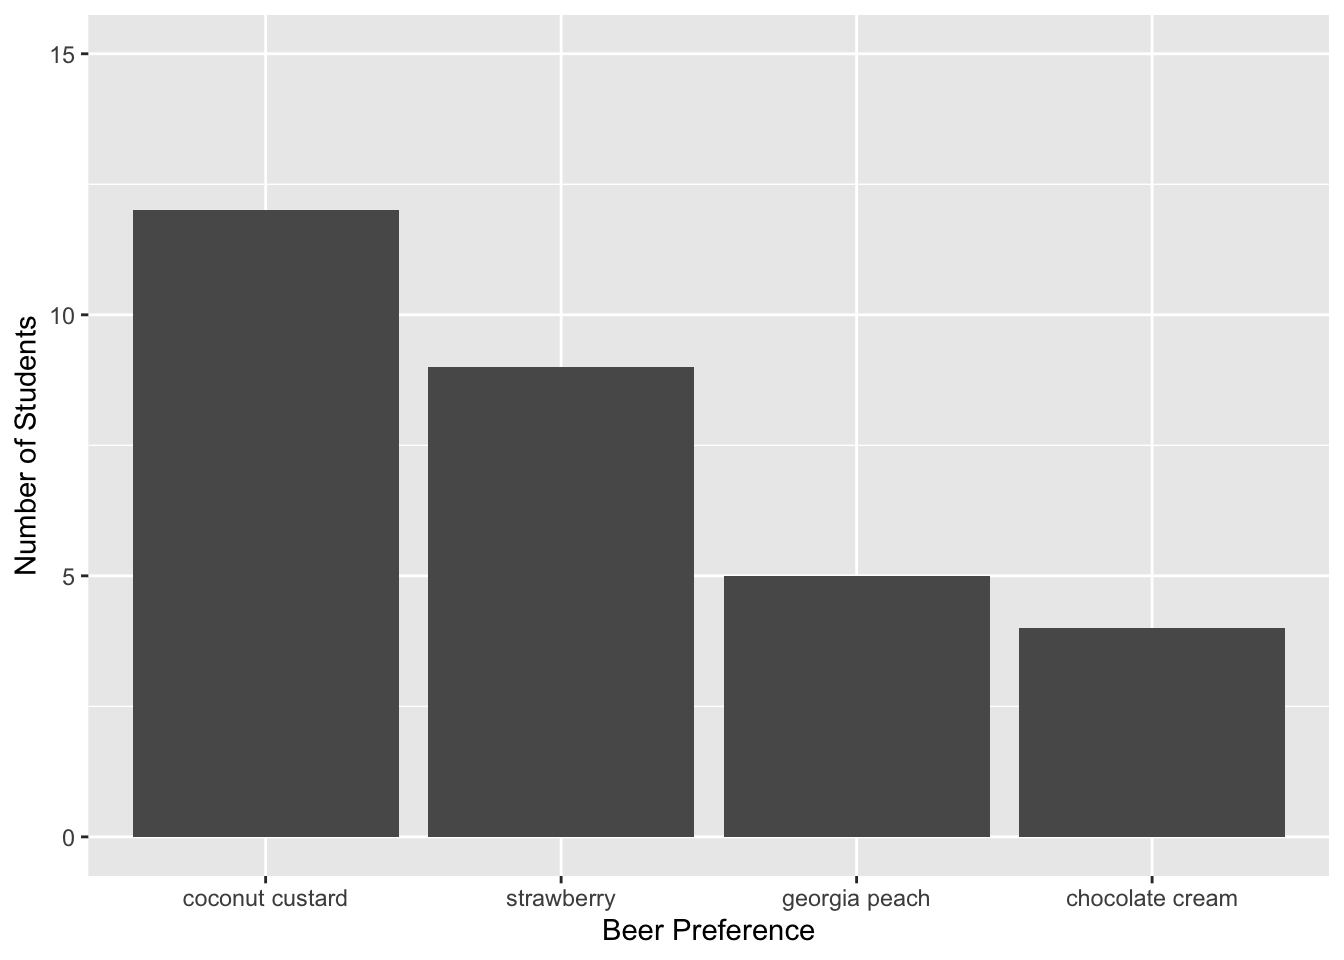 15
10
5
0
Number of Students
coconut custard
strawberry
georgia peach
chocolate cream
Beer Preference